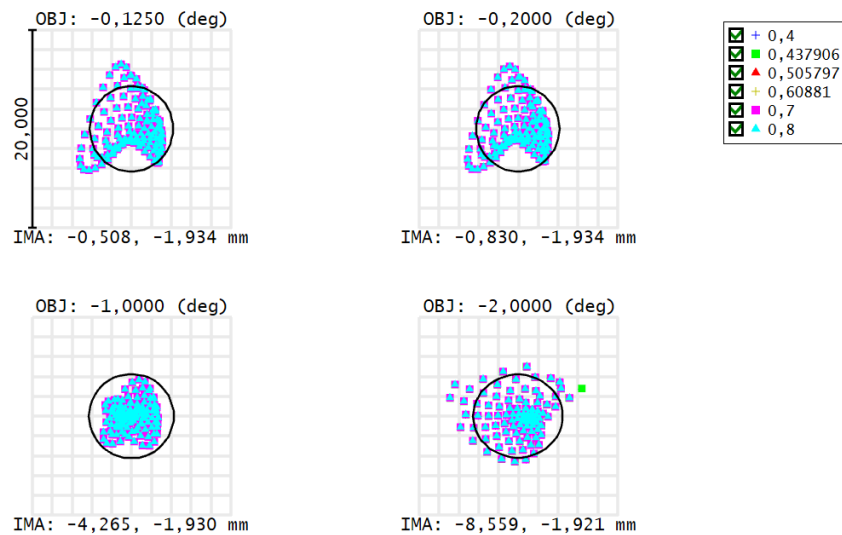 OBJ: -0,1250 (deg)
OBJ: -0,2000 (deg)
20,000
IMA: -0,508, -1,934 mm
IMA: -0,830, -1,934 mm
0,4
0,437906
0,505797
0,60881
0,7
0,8
OBJ: -1,0000 (deg)
OBJ: -2,0000 (deg)
IMA: -4,265, -1,930 mm
IMA: -8,559, -1,921 mm